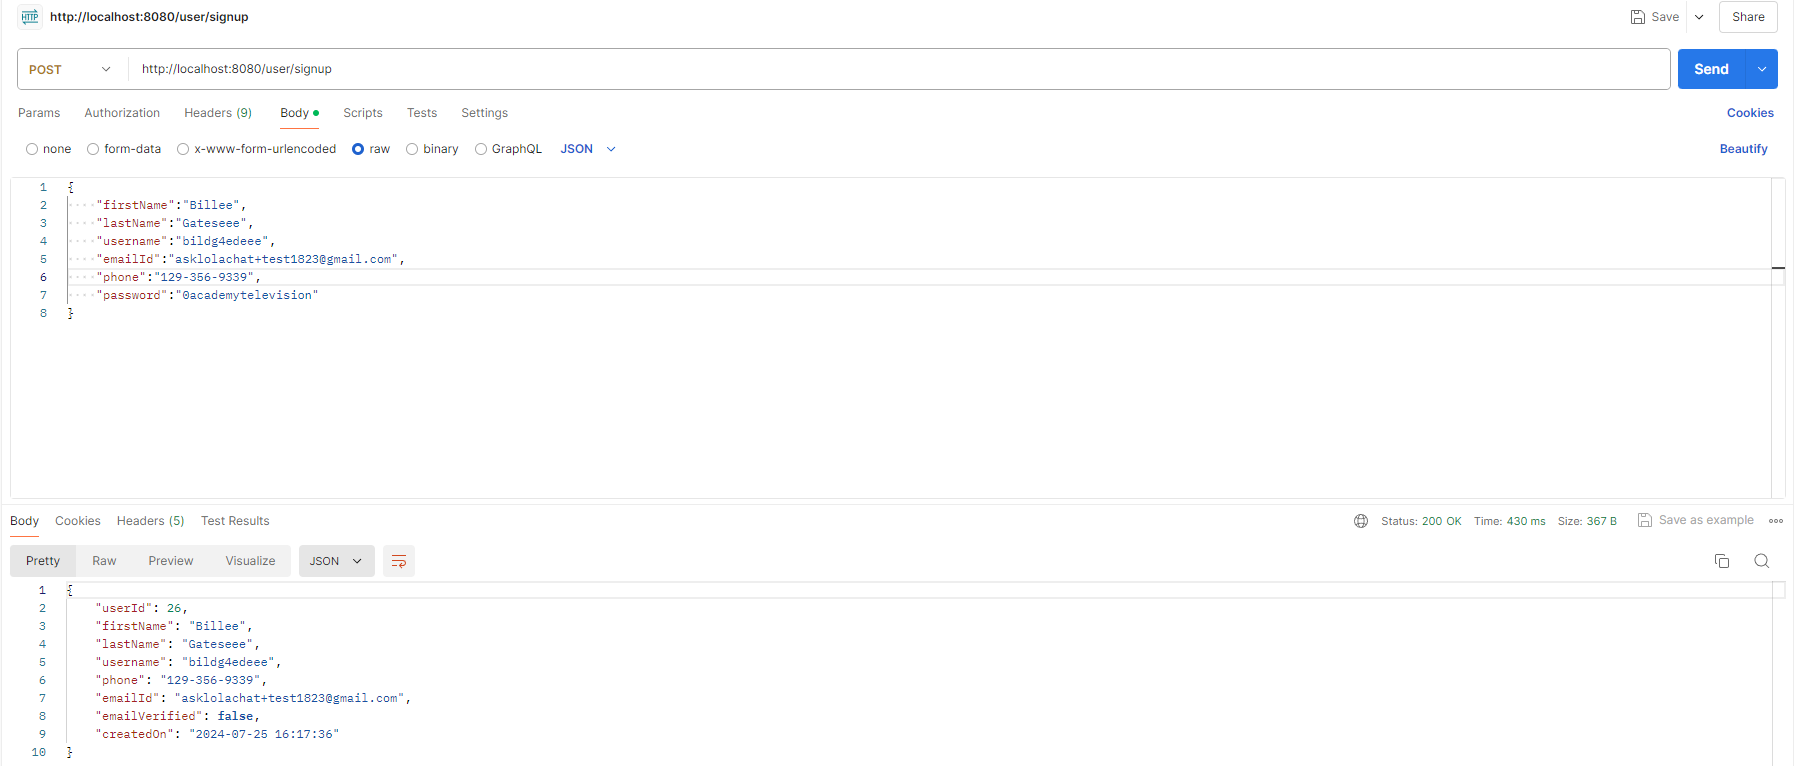 HTTP http://localhost:8080/user/signup Save Share
POST http://localhost:8080/user/signup Send
Params Authorization Headers (9) Body Scripts Tests Settings Cookies
none form-data x-www-form-urlencoded raw binary GraphQL JSON Beautify
1 {
2 "firstName":"Billee",
3 "lastName":"Gateseee",
4 "username":"bildg4edeee",
5 "emailId":"asklolachat+test1823@gmail.com",
6 "phone":"129-356-9339",
7 "password":"0academytelevision"
8 }
Body Cookies Headers (5) Test Results Status: 200 OK Time: 430 ms Size: 367 B Save as example
Pretty Raw Preview Visualize JSON
1 {
2 "userId": 26,
3 "firstName": "Billee",
4 "lastName": "Gateseee",
5 "username": "bildg4edeee",
6 "phone": "129-356-9339",
7 "emailId": "asklolachat+test1823@gmail.com",
8 "emailVerified": false,
9 "createdOn": "2024-07-25 16:17:36"
10 }